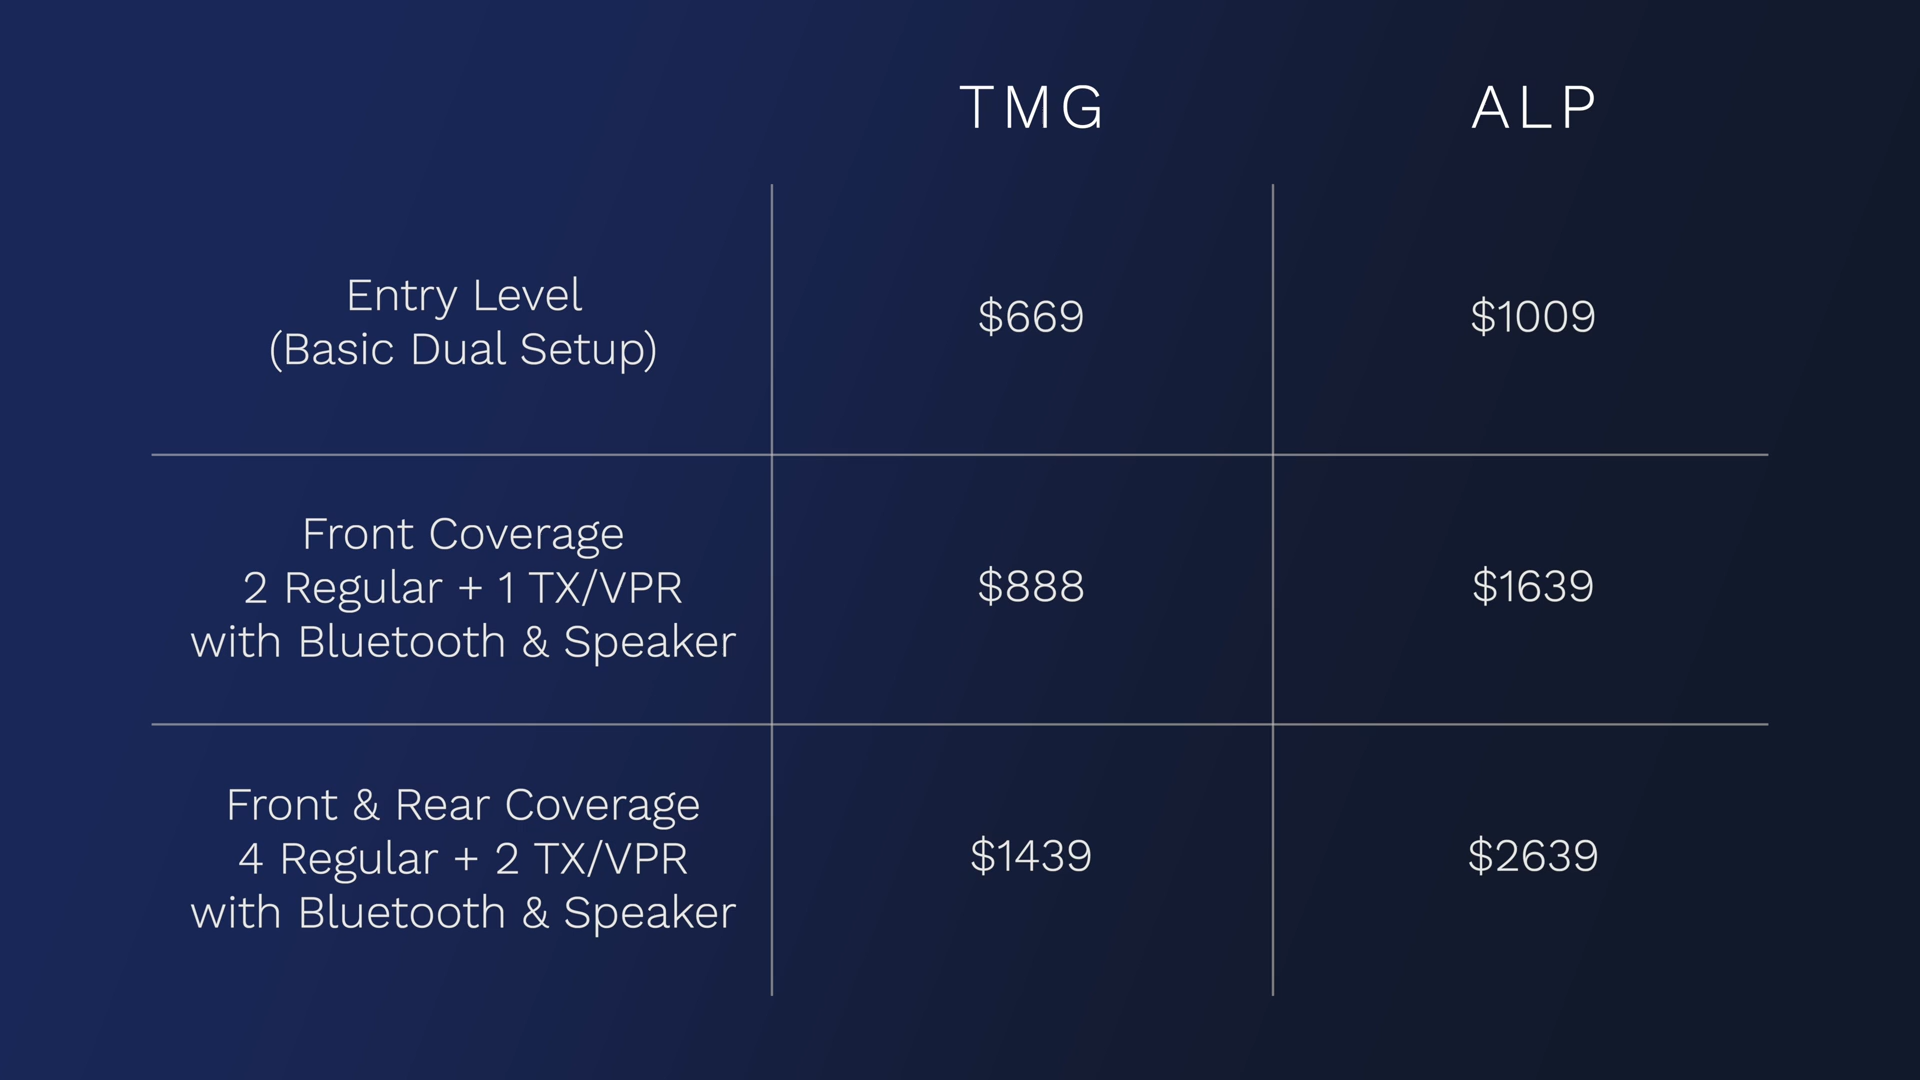 TMG
ALP
Entry Level
(Basic Dual Setup)
$669
$1009
Front Coverage
2 Regular + 1 TX/VPR
with Bluetooth & Speaker
$888
$1639
Front & Rear Coverage
4 Regular + 2 TX/VPR
with Bluetooth & Speaker
$1439
$2639